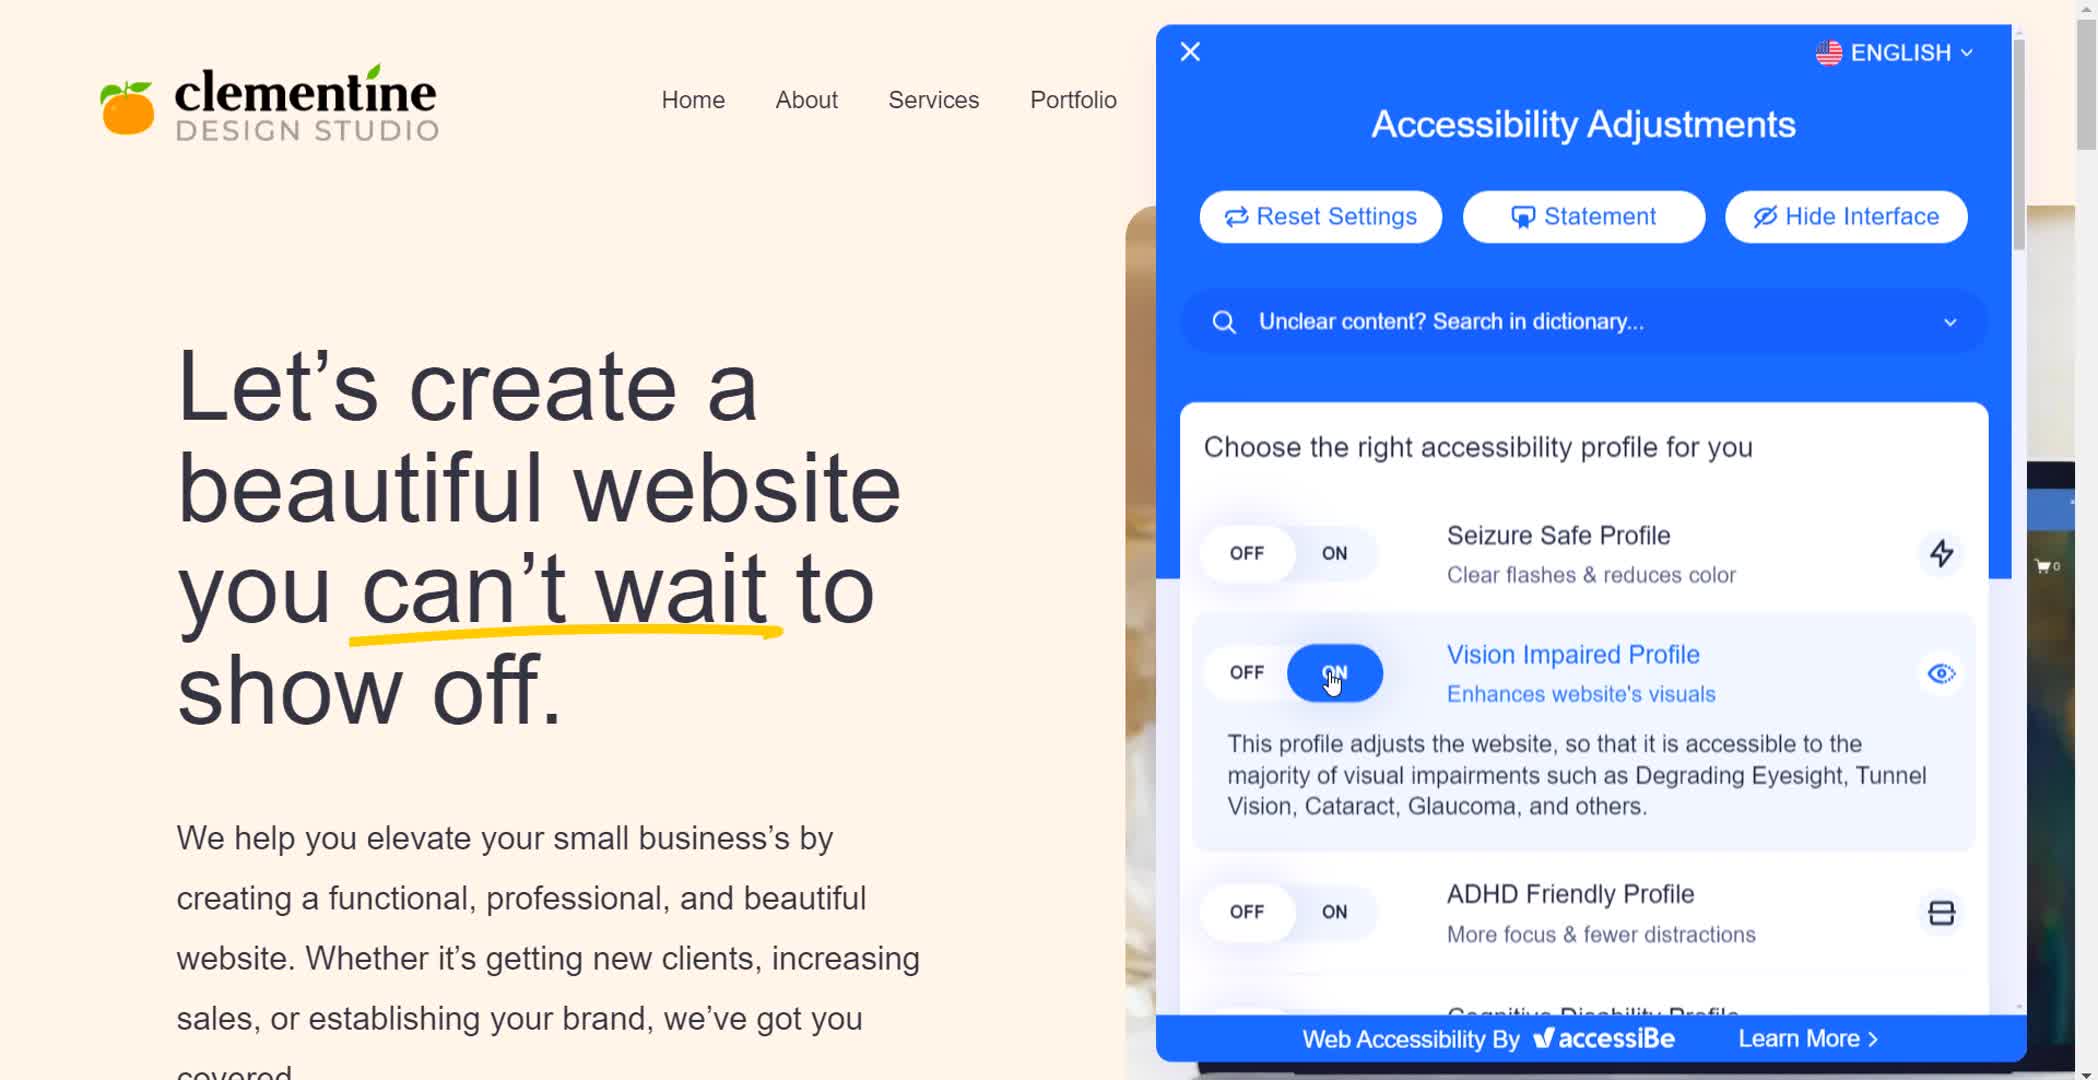 clementine
DESIGN STUDIO
Home About Services Portfolio
Let’s create a
beautiful website
you can’t wait to
show off.
We help you elevate your small business’s by
creating a functional, professional, and beautiful
website. Whether it’s getting new clients, increasing
sales, or establishing your brand, we’ve got you
covered.
ENGLISH
Accessibility Adjustments
Reset Settings Statement Hide Interface
Unclear content? Search in dictionary...
Choose the right accessibility profile for you
OFF ON Seizure Safe Profile
Clear flashes & reduces color
OFF ON Vision Impaired Profile
Enhances website's visuals
This profile adjusts the website, so that it is accessible to the
majority of visual impairments such as Degrading Eyesight, Tunnel
Vision, Cataract, Glaucoma, and others.
OFF ON ADHD Friendly Profile
More focus & fewer distractions
Cognitive Disability Profile
Web Accessibility By accessiBe Learn More
0